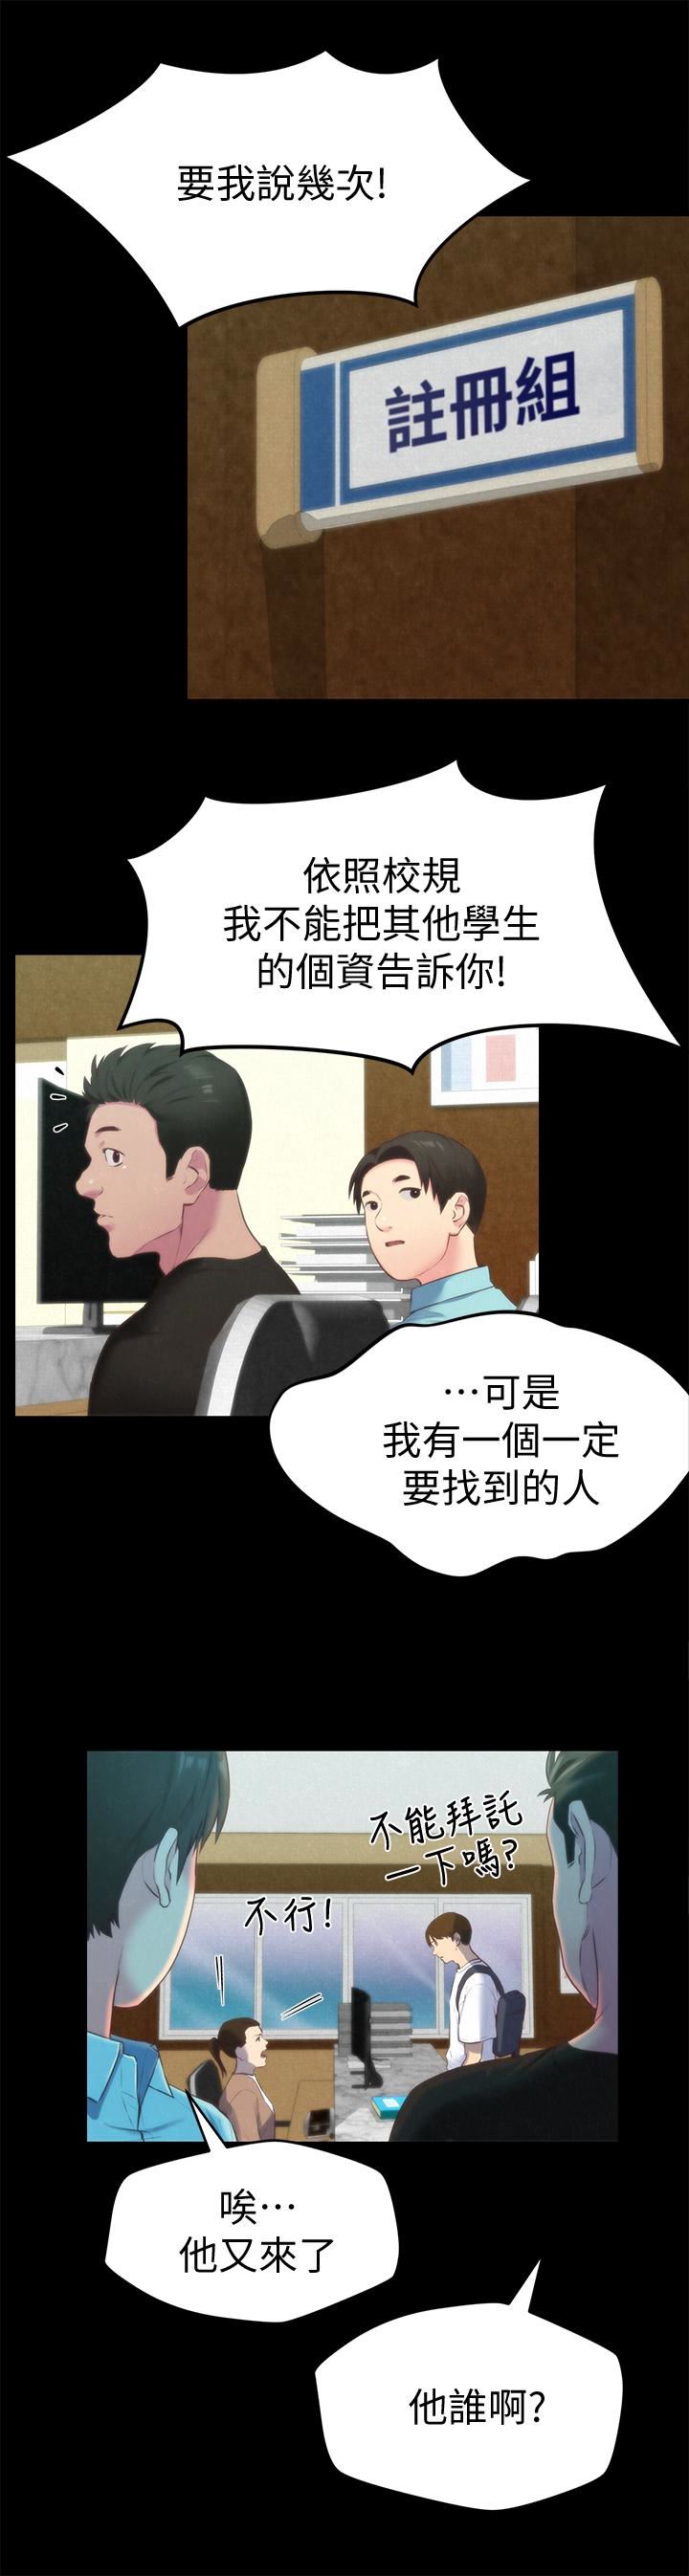 要我說幾次!
註冊組
依照校規
我不能把其他學生
的個資告訴你!
⋯可是
我有一個一定
要找到的人
不能拜託
一下嗎?
不行!
唉⋯
他又來了
他誰啊?